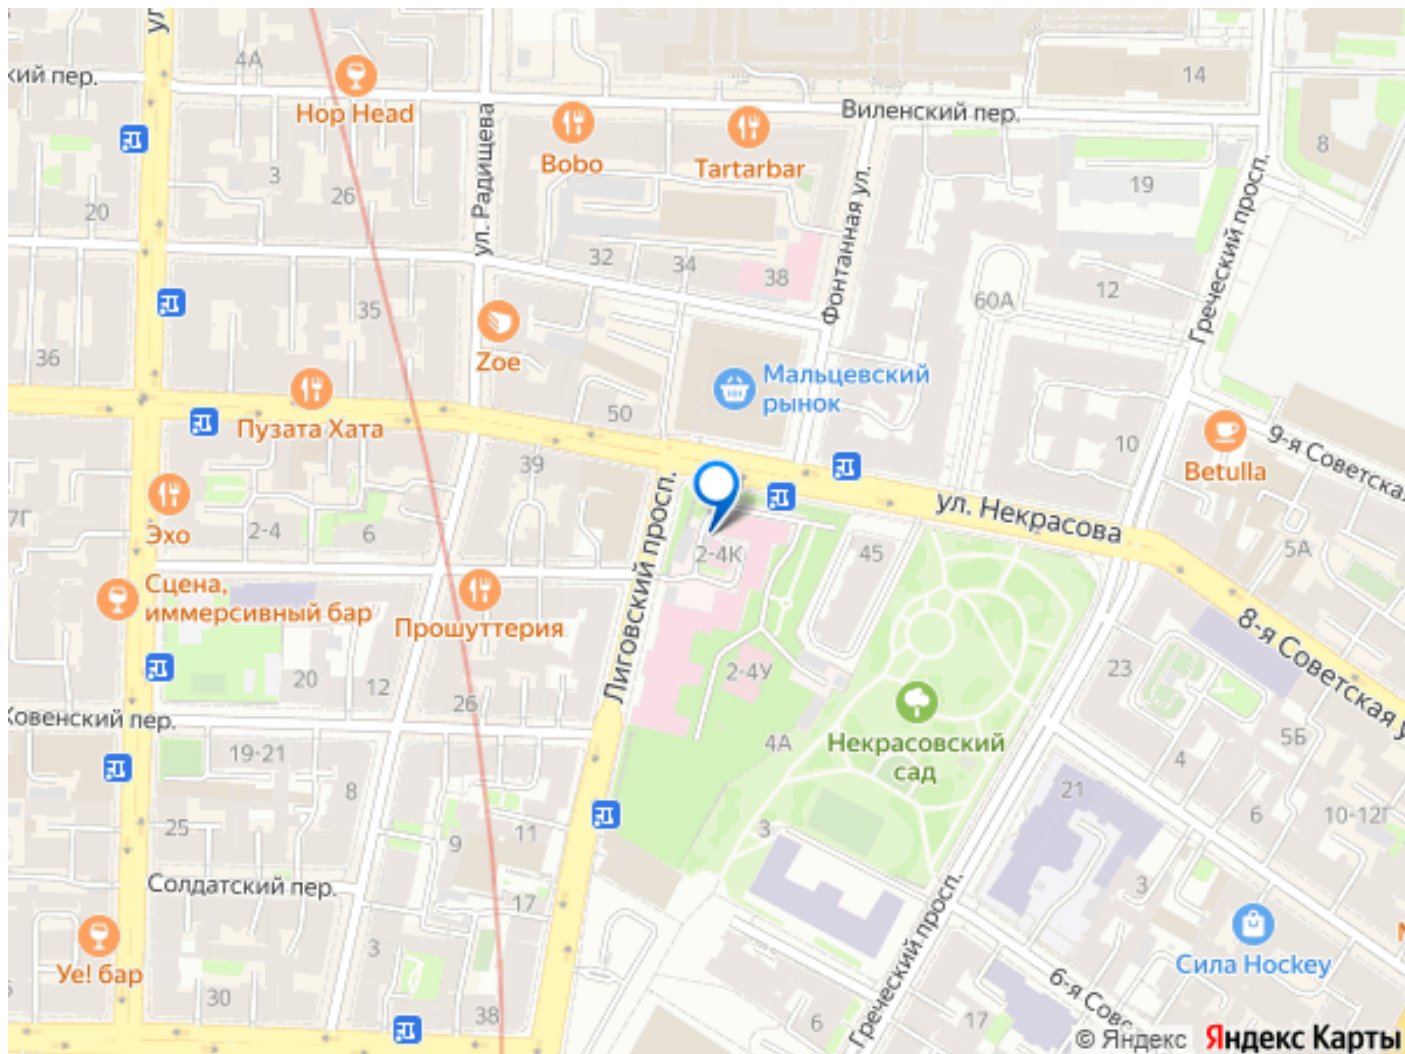 ул
4А
кий пер.
Hop Head
14
Виленский пер.
ул. Радищева
Bobo
Tartarbar
8
3
26
20
19
Фонтанная ул.
Греческий просп.
32
34
38
12
60А
35
36
Zoe
Мальцевский
рынок
50
Пузата Хата
10
Betulla
9-я Советская
39
Лиговский просп.
ул. Некрасова
7Г
Эхо
2-4
6
2-4К
45
5А
Сцена,
иммерсивный бар
Прошуттерия
8-я Советская у
20
12
26
2-4У
23
Ковенский пер.
19-21
4А
Некрасовский
сад
5Б
4
8
21
6
10-12Г
25
9
11
3
Солдатский пер.
17
3
Греческий просп.
Уе! бар
3
Сила Hockey
30
38
6
17
6-я Сове
© Яндекс Яндекс Карты